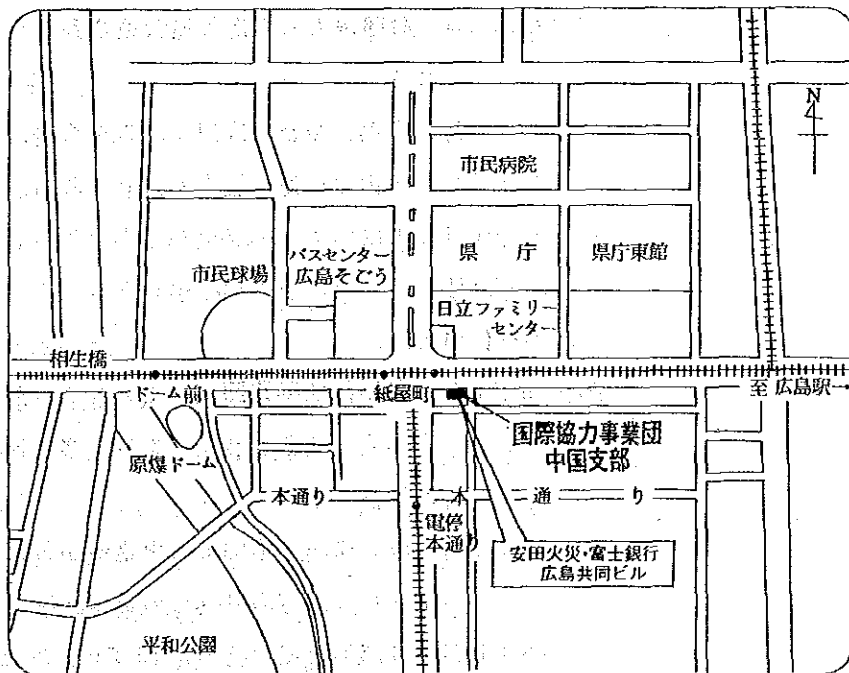 N
市民病院
バスセンター
広島そごう
県 庁
県庁東館
市民球場
日立ファミリー
センター
相生橋
ドーム前
紙屋町
至 広島駅
国際協力事業団
中国支部
原爆ドーム
本通り
本 通 り
電停
本通り
安田火災・富士銀行
広島共同ビル
平和公園